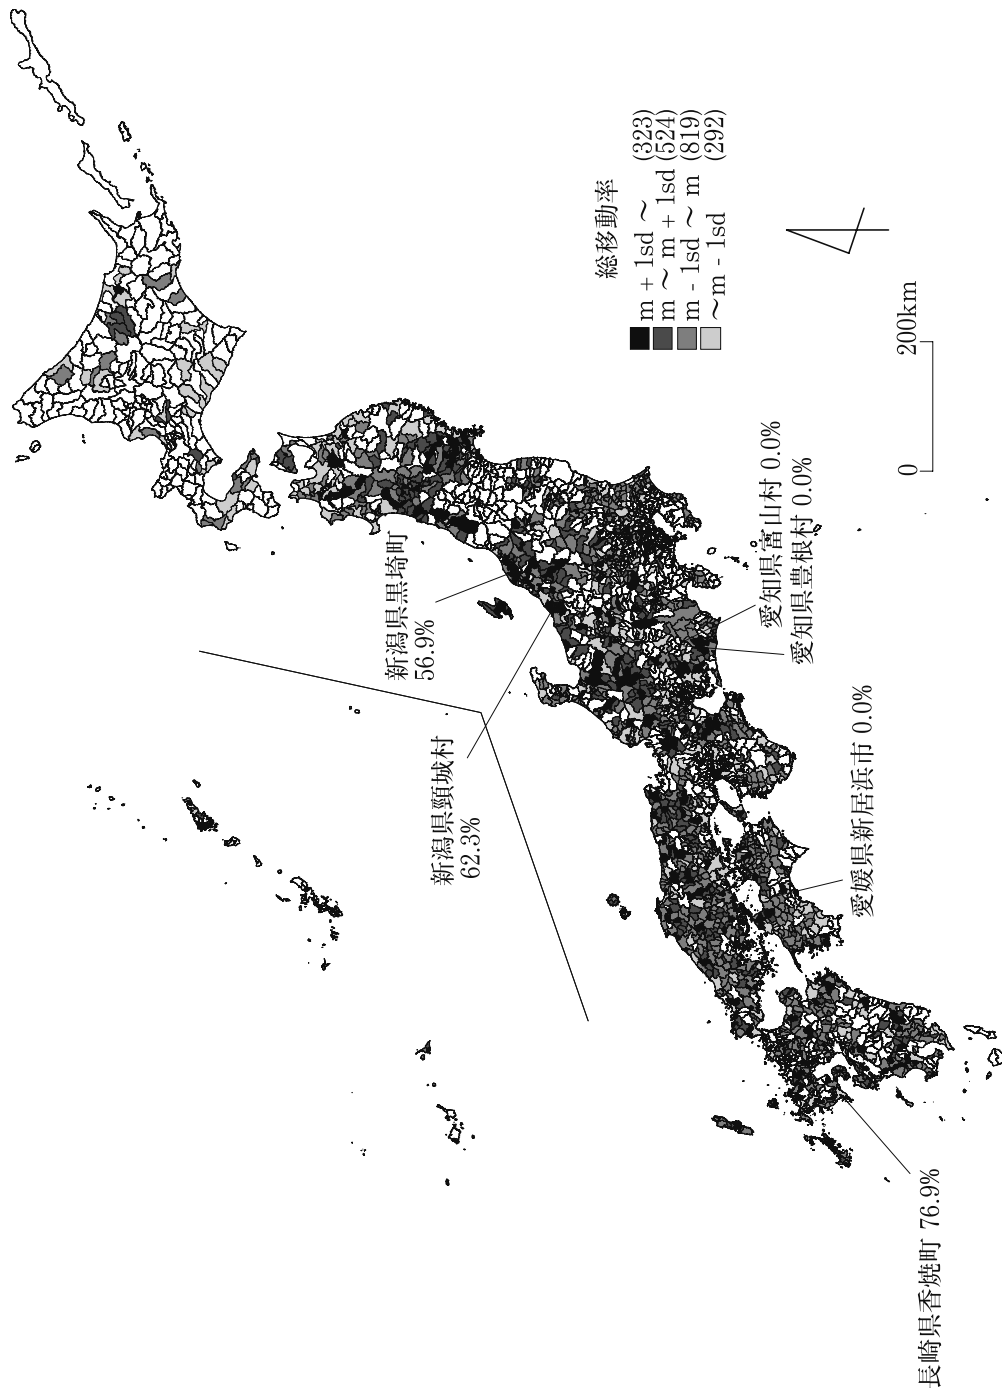 総移動率
m + 1sd ～ (323)
m ～ m + 1sd (524)
m - 1sd ～ m (819)
～m - 1sd (292)
0 200km
新潟県黒埼町
56.9%
新潟県頸城村
62.3%
愛知県富山村 0.0%
愛知県豊根村 0.0%
愛媛県新居浜市 0.0%
長崎県香焼町 76.9%